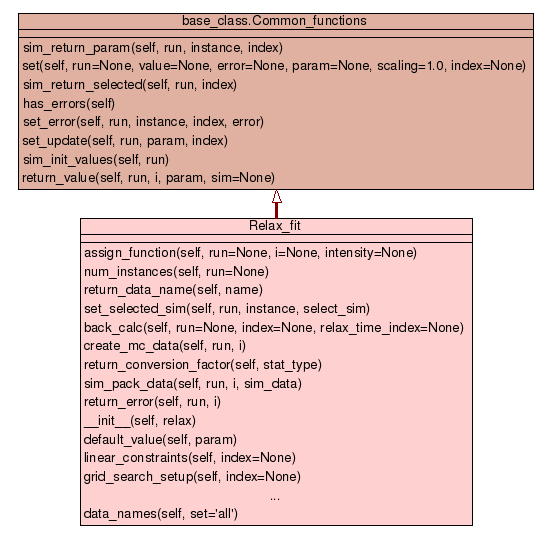 base_class.Common_functions
sim_return_param(self, run, instance, index)
set(self, run=None, value=None, error=None, param=None, scaling=1.0, index=None)
sim_return_selected(self, run, index)
has_errors(self)
set_error(self, run, instance, index, error)
set_update(self, run, param, index)
sim_init_values(self, run)
return_value(self, run, i, param, sim=None)
Relax_fit
assign_function(self, run=None, i=None, intensity=None)
num_instances(self, run=None)
return_data_name(self, name)
set_selected_sim(self, run, instance, select_sim)
back_calc(self, run=None, index=None, relax_time_index=None)
create_mc_data(self, run, i)
return_conversion_factor(self, stat_type)
sim_pack_data(self, run, i, sim_data)
return_error(self, run, i)
__init__(self, relax)
default_value(self, param)
linear_constraints(self, index=None)
grid_search_setup(self, index=None)
...
data_names(self, set='all')